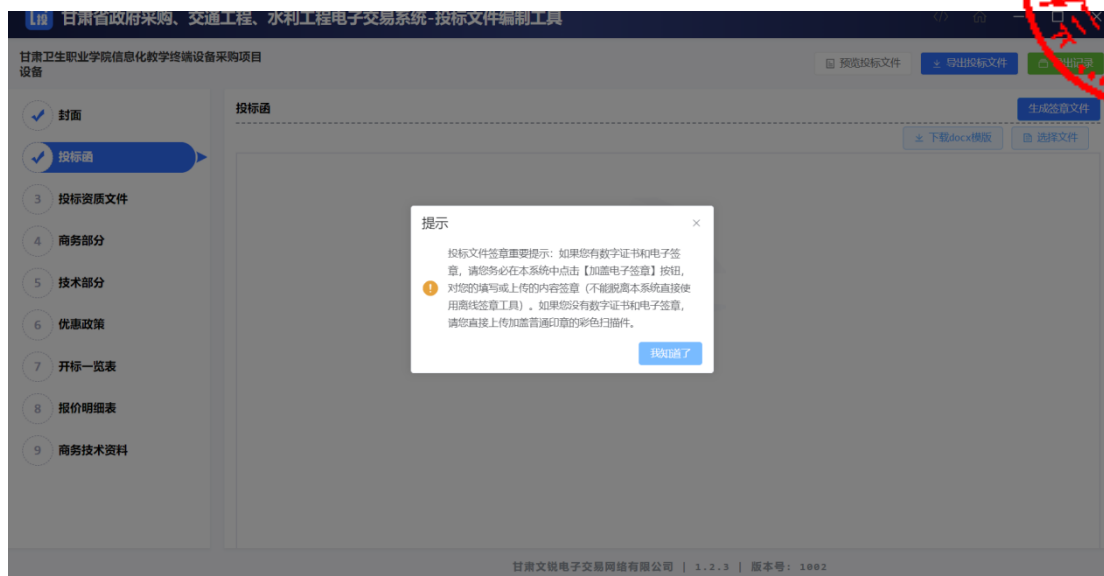 L投 甘肃省政府采购、交通工程、水利工程电子交易系统-投标文件编制工具
甘肃卫生职业学院信息化教学终端设备采购项目
设备
预览投标文件
导出投标文件
导出记录
封面
投标函
3 投标资质文件
4 商务部分
5 技术部分
6 优惠政策
7 开标一览表
8 报价明细表
9 商务技术资料
投标函
生成签章文件
下载docx模版
选择文件
提示
投标文件签章重要提示：如果您有数字证书和电子签
章，请您务必在本系统中点击【加盖电子签章】按钮，
对您的填写或上传的内容签章（不能脱离本系统直接使
用离线签章工具）。如果您没有数字证书和电子签章，
请您直接上传加盖普通印章的彩色扫描件。
我知道了
甘肃文锐电子交易网络有限公司 | 1.2.3 | 版本号: 1002